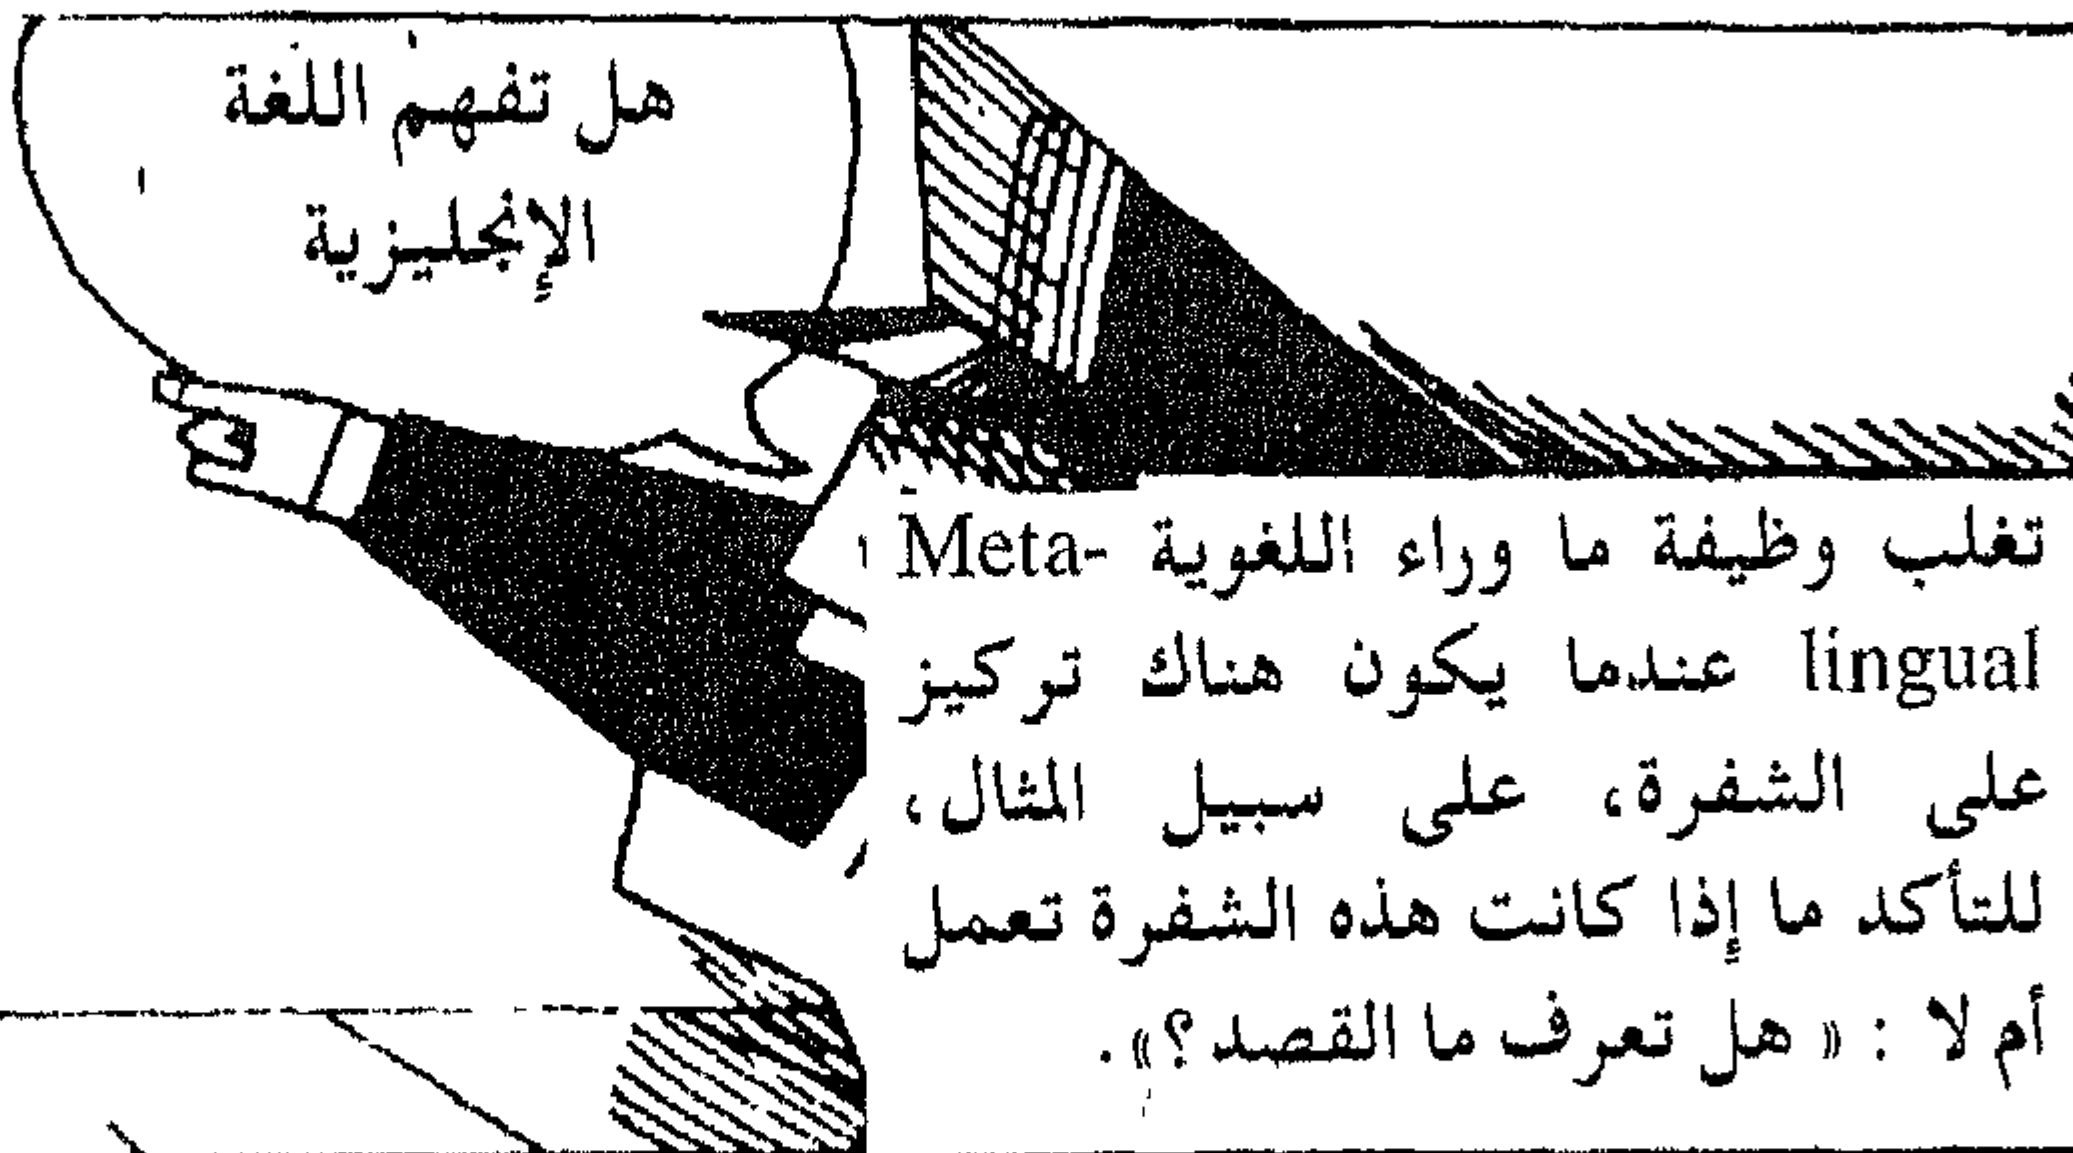 هل تفهم اللغة
الإنجليزية
تغلب وظيفة ما وراء اللغوية Meta-
lingual عندما يكون هناك تركيز
على الشفرة، على سبيل المثال،
للتأكد ما إذا كانت هذه الشفرة تعمل
أم لا : « هل تعرف ما القصد؟».